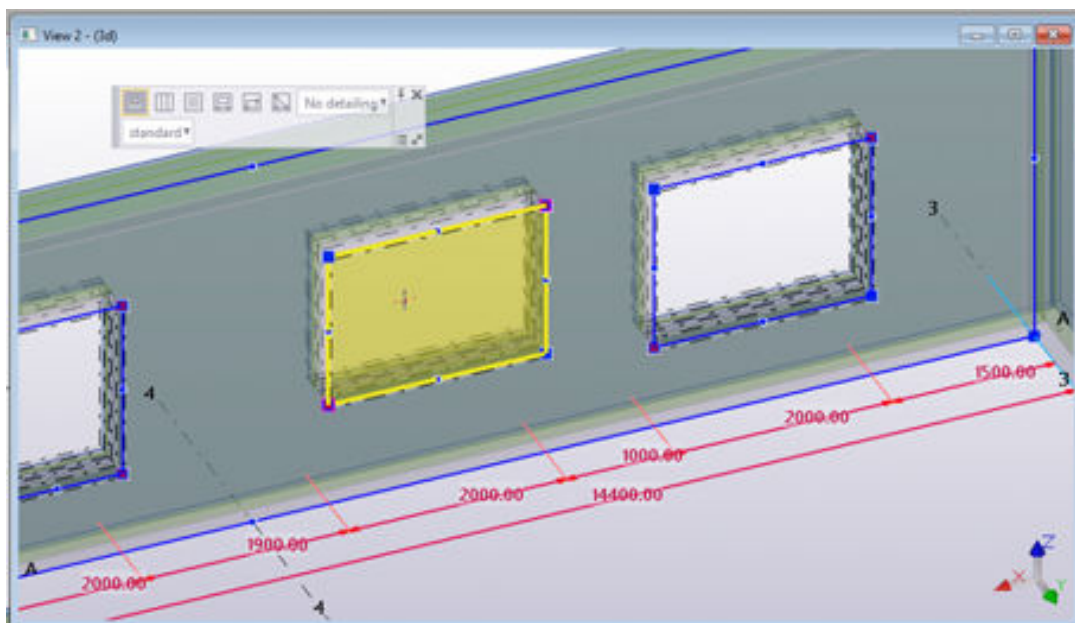 View 2 - (3d)
No detailing
standard
3
4
A
3
1500.00
2000.00
1000.00
14400.00
2000.00
1900.00
2000.00
A
4
Z
X
Y